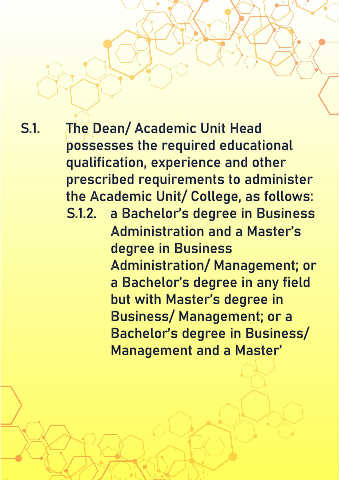 S.1. The Dean/ Academic Unit Head
possesses the required educational
qualification, experience and other
prescribed requirements to administer
the Academic Unit/ College, as follows:
S.1.2. a Bachelor's degree in Business
Administration and a Master's
degree in Business
Administration/ Management; or
a Bachelor's degree in any field
but with Master's degree in
Business/ Management; or a
Bachelor's degree in Business/
Management and a Master'